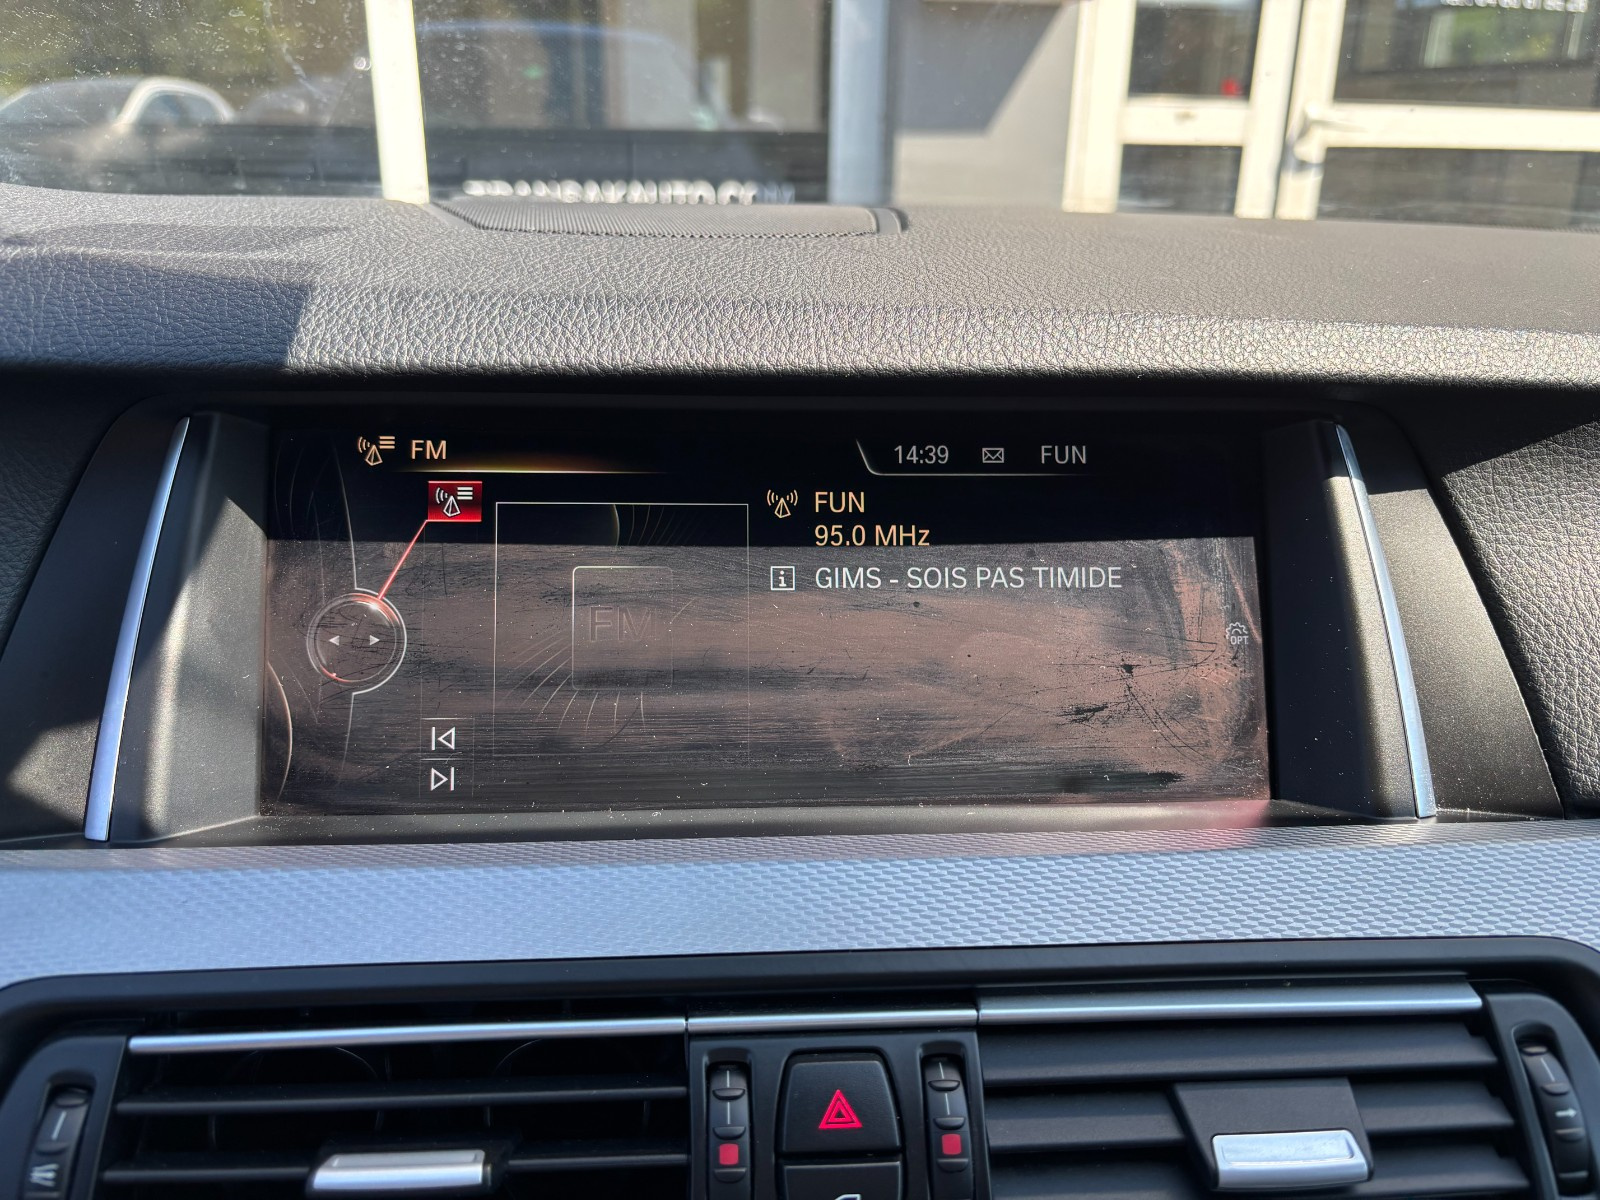 FM
14:39 FUN
FUN
95.0 MHz
i GIMS - SOIS PAS TIMIDE
FM
OPT